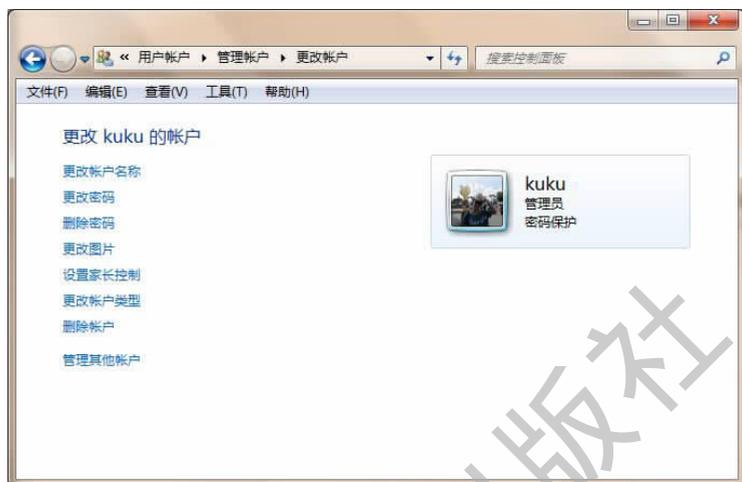 « 用户帐户 ▸ 管理帐户 ▸ 更改帐户
搜索控制面板
文件(F) 编辑(E) 查看(V) 工具(T) 帮助(H)
更改 kuku 的帐户
更改帐户名称
更改密码
删除密码
更改图片
设置家长控制
更改帐户类型
删除帐户
管理其他帐户
kuku
管理员
密码保护
版社